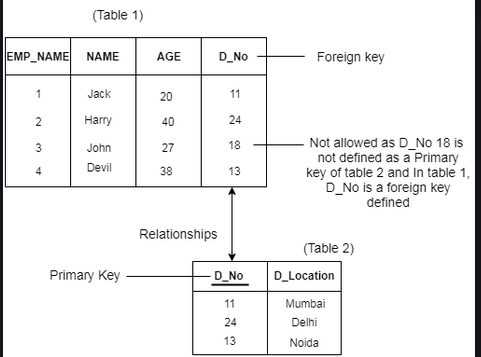 (Table 1)
EMP_NAME NAME AGE D_No Foreign key
1 Jack 20 11
2 Harry 40 24
3 John 27 18
4 Devil 38 13
Not allowed as D_No 18 is
not defined as a Primary
key of table 2 and In table 1,
D_No is a foreign key
defined
Relationships
(Table 2)
Primary Key D_No D_Location
11 Mumbai
24 Delhi
13 Noida